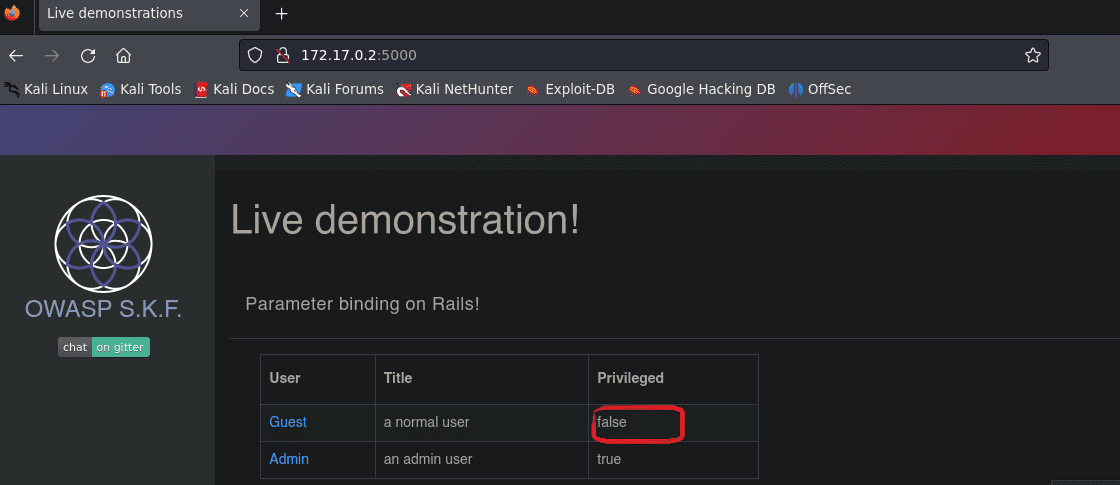 Live demonstrations
172.17.0.2:5000
Kali Linux Kali Tools Kali Docs Kali Forums Kali NetHunter Exploit-DB Google Hacking DB OffSec
Live demonstration!
OWASP S.K.F.
chat on gitter
Parameter binding on Rails!
User Title Privileged
Guest a normal user false
Admin an admin user true